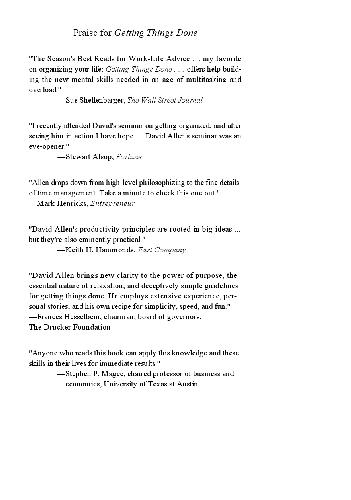 Praise for Getting Things Done
"The Season's Best Reads for Work-Life Advice . . . my favorite
on organizing your life: Getting Things Done . . . offers help build-
ing the new mental skills needed in an age of multitasking and
overload."
—Sue Shellenbarger, The Wall Street Journal
"I recently attended David's seminar on getting organized, and after
seeing him in action I have hope . . . David Allen's seminar was an
eye-opener."
—Stewart Alsop, Fortune
"Allen drops down from high-level philosophizing to the fine details
of time management. Take a minute to check this one out."
—Mark Henricks, Entrepreneur
"David Allen's productivity principles are rooted in big ideas ...
but they're also eminently practical."
—Keith H. Hammonds, Fast Company
"David Allen brings new clarity to the power of purpose, the
essential nature of relaxation, and deceptively simple guidelines
for getting things done. He employs extensive experience, per-
sonal stories, and his own recipe for simplicity, speed, and fun."
—Frances Hesselbein, chairman, board of governors,
The Drucker Foundation
"Anyone who reads this book can apply this knowledge and these
skills in their lives for immediate results."
—Stephen P. Magee, chaired professor of business and
economics, University of Texas at Austin